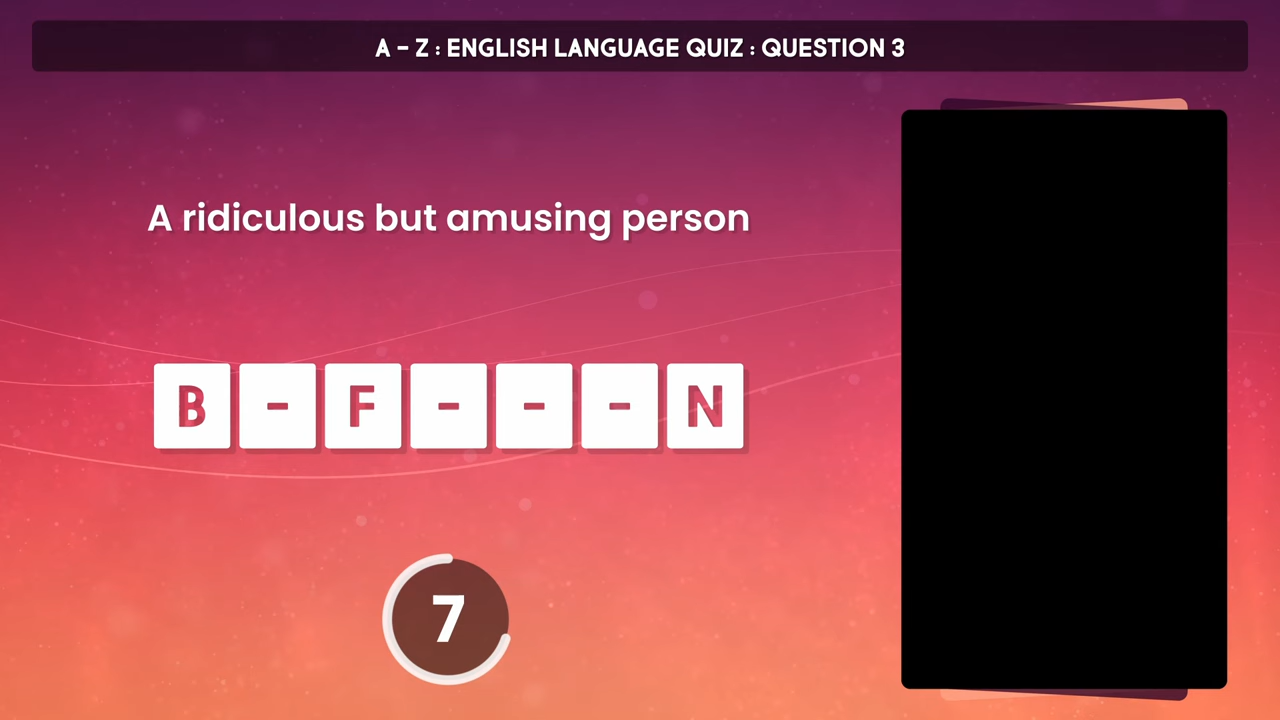 A - Z : ENGLISH LANGUAGE QUIZ : QUESTION 3
A ridiculous but amusing person
B - F - - - N
7